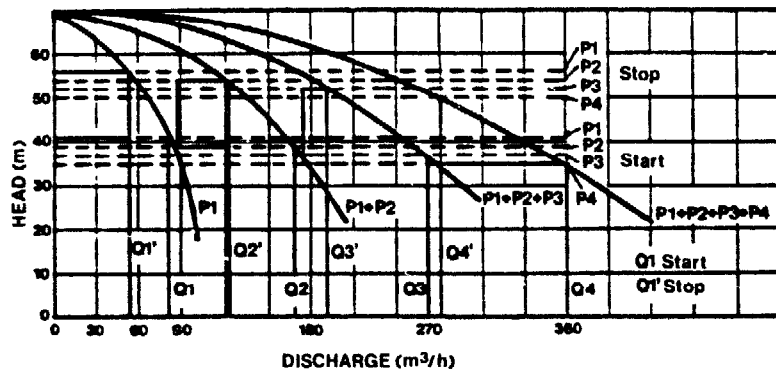 HEAD (m)
60
50
40
30
20
10
0
P1
P2
P3
P4
Stop
P1
P2
P3
P4
Start
P1
P1+P2
P1+P2+P3
P1+P2+P3+P4
Q1'
Q2'
Q3'
Q4'
Q1
Q2
Q3
Q4
Q1 Start
Q1' Stop
0 30 60 90 180 270 360
DISCHARGE (m³/h)